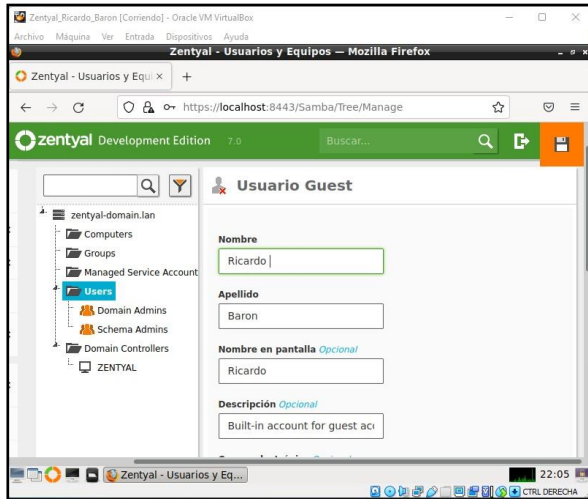 Zentyal_Ricardo_Baron [Corriendo] - Oracle VM VirtualBox
Archivo Máquina Ver Entrada Dispositivos Ayuda
Zentyal - Usuarios y Equipos — Mozilla Firefox
Zentyal - Usuarios y Equi
https://localhost:8443/Samba/Tree/Manage
zentyal Development Edition 7.0
Buscar...
Usuario Guest
zentyal-domain.lan
Computers
Groups
Managed Service Account
Users
Domain Admins
Schema Admins
Domain Controllers
ZENTYAL
Nombre
Ricardo
Apellido
Baron
Nombre en pantalla Opcional
Ricardo
Descripción Opcional
Built-in account for guest acc
Zentyal - Usuarios y Eq...
22:05
CTRL DERECHA